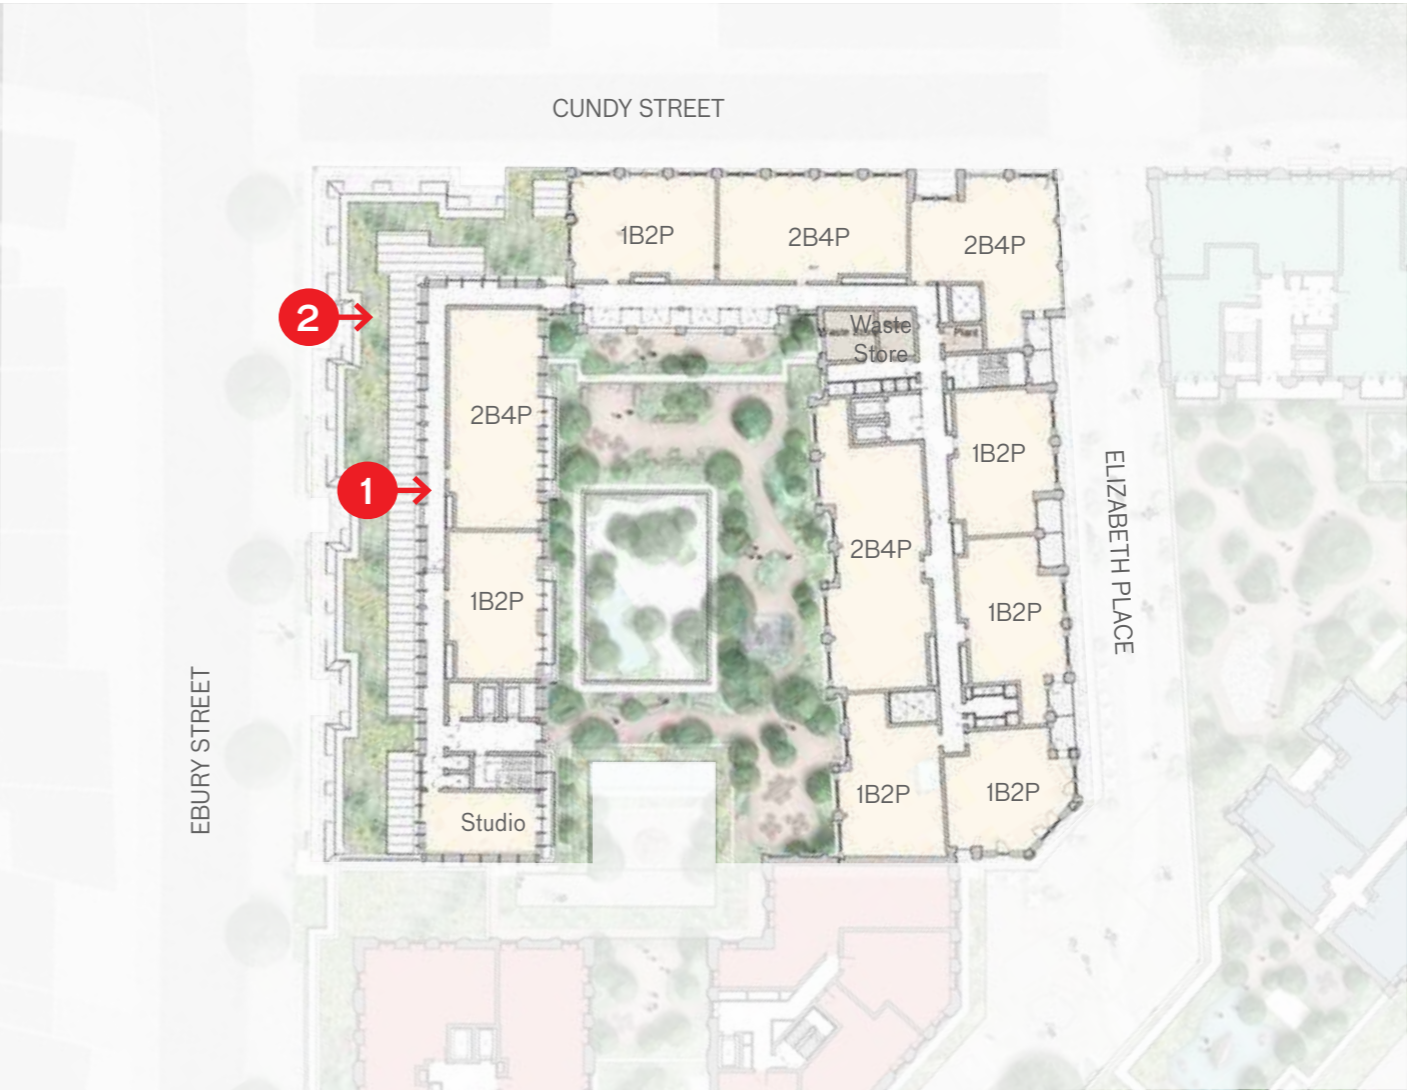 CUNDY STREET
1B2P
2B4P
2B4P
2
Waste
Store
Plant
2B4P
1B2P
1
ELIZABETH PLACE
2B4P
1B2P
1B2P
EBURY STREET
1B2P
1B2P
Studio